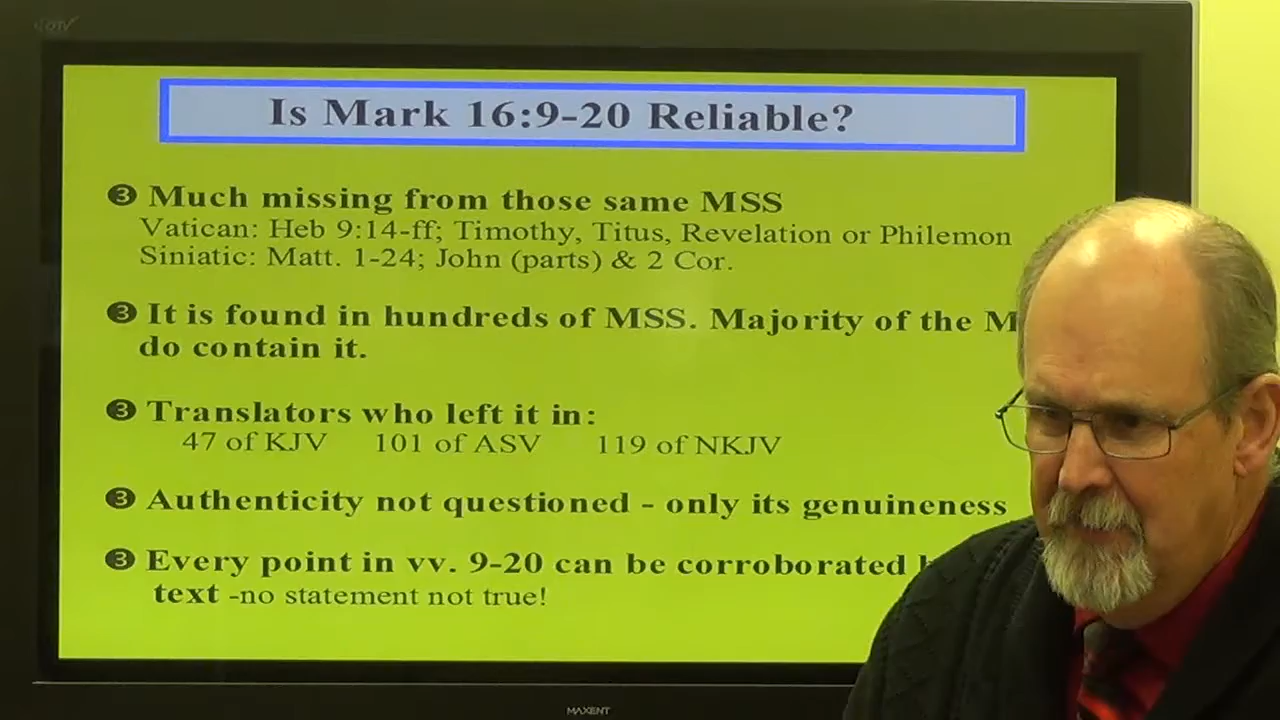 Is Mark 16:9-20 Reliable?
❸ Much missing from those same MSS
Vatican: Heb 9:14-ff; Timothy, Titus, Revelation or Philemon
Siniatic: Matt. 1-24; John (parts) & 2 Cor.
❸ It is found in hundreds of MSS. Majority of the M
do contain it.
❸ Translators who left it in:
47 of KJV 101 of ASV 119 of NKJV
❸ Authenticity not questioned - only its genuineness
❸ Every point in vv. 9-20 can be corroborated
text -no statement not true!
MAXENT